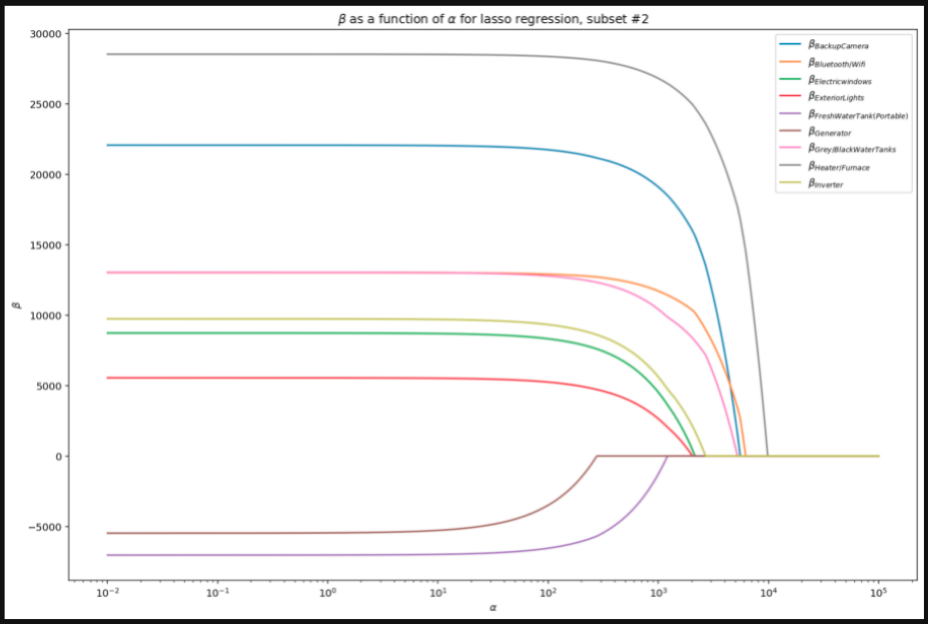 β as a function of α for lasso regression, subset #2
30000
25000
20000
15000
10000
5000
0
−5000
β
β_BackupCamera
β_Bluetooth/Wifi
β_Electricwindows
β_ExteriorLights
β_FreshWaterTank(Portable)
β_Generator
β_Grey/BlackWaterTanks
β_Heater/Furnace
β_Inverter
10⁻² 10⁻¹ 10⁰ 10¹ 10² 10³ 10⁴ 10⁵
α